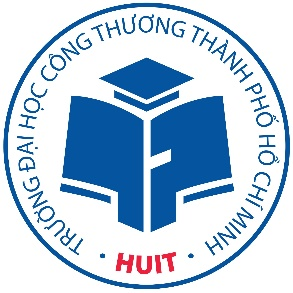 TRƯỜNG ĐẠI HỌC CÔNG THƯƠNG THÀNH PHỐ HỒ CHÍ MINH
HUIT